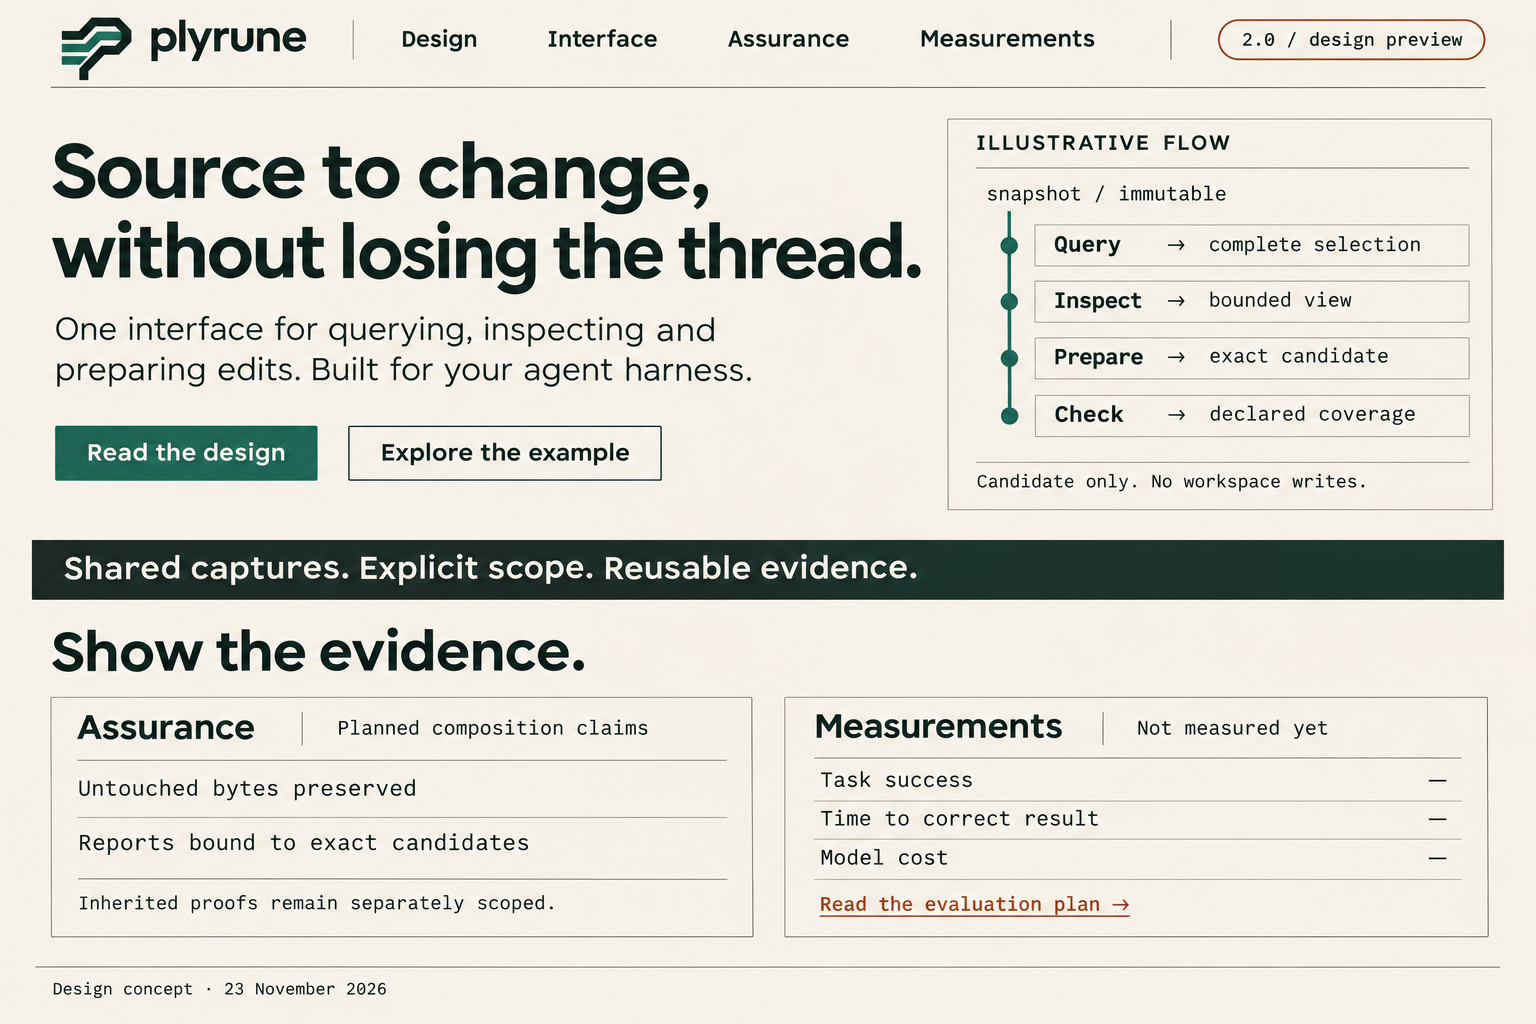 plyrune
Design
Interface
Assurance
Measurements
2.0 / design preview
Source to change,
without losing the thread.
One interface for querying, inspecting and
preparing edits. Built for your agent harness.
Read the design
Explore the example
ILLUSTRATIVE FLOW
snapshot / immutable
Query → complete selection
Inspect → bounded view
Prepare → exact candidate
Check → declared coverage
Candidate only. No workspace writes.
Shared captures. Explicit scope. Reusable evidence.
Show the evidence.
Assurance
Planned composition claims
Untouched bytes preserved
Reports bound to exact candidates
Inherited proofs remain separately scoped.
Measurements
Not measured yet
Task success —
Time to correct result —
Model cost —
Read the evaluation plan →
Design concept · 23 November 2026